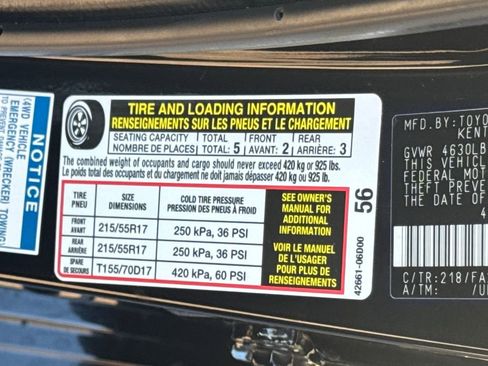 NOTICE
(4WD VEHICLE
EMERGENCY (WRECKER) TOWING)
TO PREVENT
TIRE AND LOADING INFORMATION
RENSEIGNEMENTS SUR LES PNEUS ET LE CHARGEMENT
SEATING CAPACITY TOTAL FRONT REAR
NOMBRE DE PLACES TOTAL 5 AVANT: 2 ARRIÈRE: 3
The combined weight of occupants and cargo should never exceed 420 kg or 925 lbs.
Le poids total des occupants et du chargement ne doit jamais dépasser 420 kg ou 925 lb.
TIRE
PNEU
SIZE
DIMENSIONS
COLD TIRE PRESSURE
PRESSION DES PNEUS À FROID
FRONT
AVANT
215/55R17
250 kPa, 36 PSI
REAR
ARRIÈRE
215/55R17
250 kPa, 36 PSI
SPARE
DE SECOURS
T155/70D17
420 kPa, 60 PSI
SEE OWNER'S
MANUAL FOR
ADDITIONAL
INFORMATION
VOIR LE MANUEL
DE L'USAGER
POUR PLUS DE
RENSEIGNEMENTS
42661-06D00 56
MFD.BY:TOYO
KENT
GVWR 4630LB
THIS VEHICL
FEDERAL MOT
THEFT PREVE
THE DATE OF
4
C/TR:218/FA
A/TM: /U